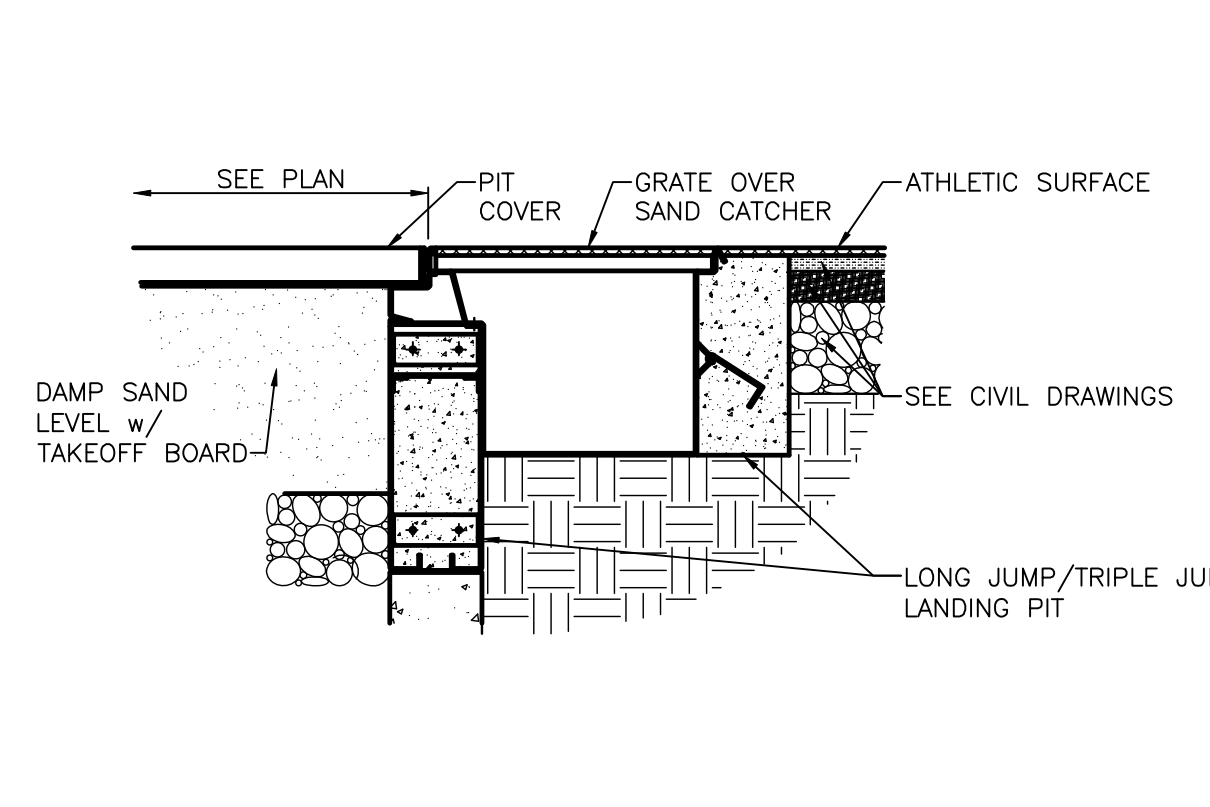 SEE PLAN
PIT
COVER
GRATE OVER
SAND CATCHER
ATHLETIC SURFACE
DAMP SAND
LEVEL w/
TAKEOFF BOARD
SEE CIVIL DRAWINGS
LONG JUMP/TRIPLE
LANDING PIT